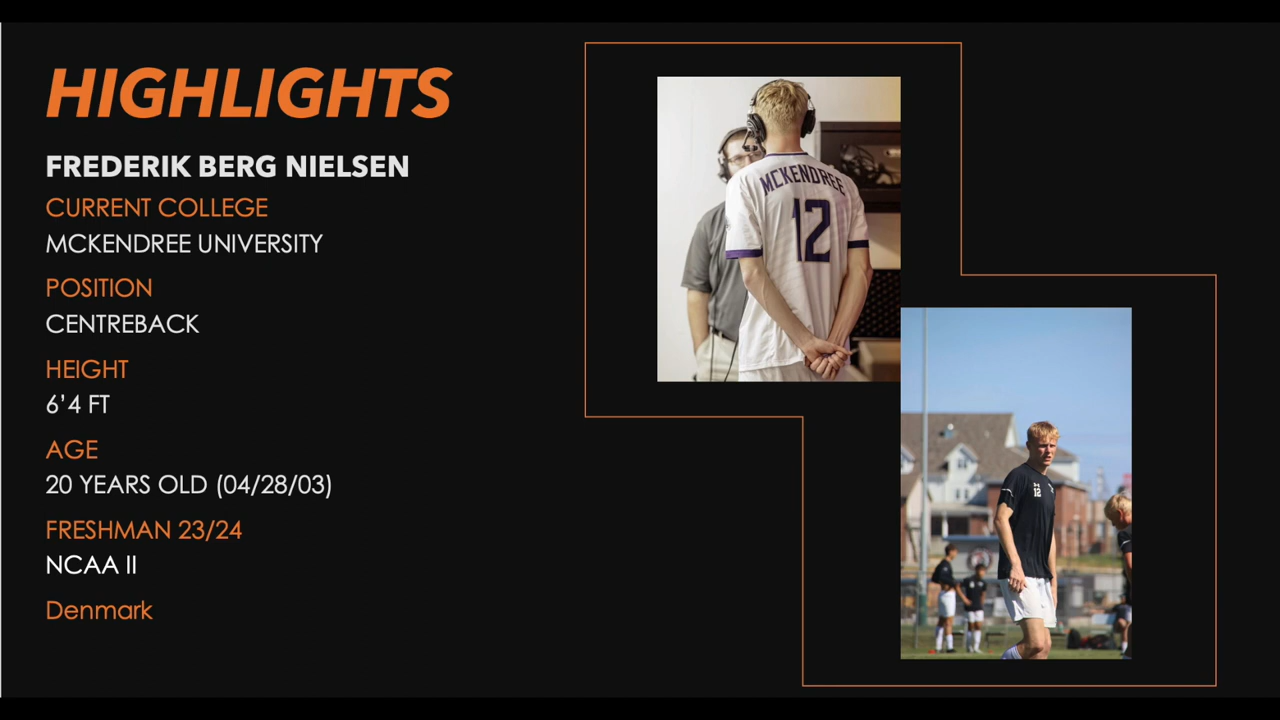 HIGHLIGHTS
FREDERIK BERG NIELSEN
CURRENT COLLEGE
MCKENDREE UNIVERSITY
POSITION
CENTREBACK
HEIGHT
6’4 FT
AGE
20 YEARS OLD (04/28/03)
FRESHMAN 23/24
NCAA II
Denmark
MCKENDREE
12
12